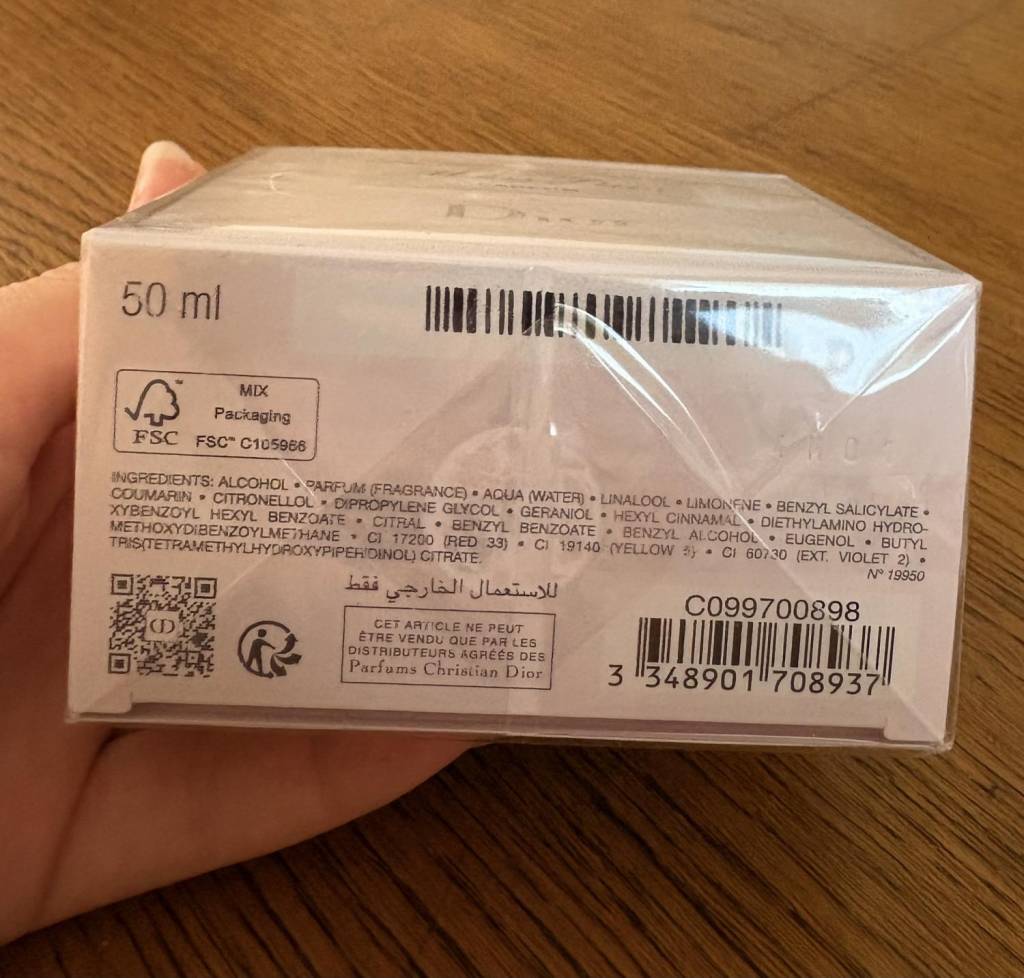 50 ml
MIX
Packaging
FSC™ C105966
FSC
INGREDIENTS: ALCOHOL • PARFUM (FRAGRANCE) • AQUA (WATER) • LINALOOL • LIMONENE • BENZYL SALICYLATE •
COUMARIN • CITRONELLOL • DIPROPYLENE GLYCOL • GERANIOL • HEXYL CINNAMAL • DIETHYLAMINO HYDRO-
XYBENZOYL HEXYL BENZOATE • CITRAL • BENZYL BENZOATE • BENZYL ALCOHOL • EUGENOL • BUTYL
METHOXYDIBENZOYLMETHANE • CI 17200 (RED 33) • CI 19140 (YELLOW 5) • CI 60730 (EXT. VIOLET 2) •
TRIS(TETRAMETHYLHYDROXYPIPERIDINOL) CITRATE.
N° 19950
للاستعمال الخارجي فقط
CD
CET ARTICLE NE PEUT
ÊTRE VENDU QUE PAR LES
DISTRIBUTEURS AGRÉÉS DES
Parfums Christian Dior
C099700898
3 348901 708937